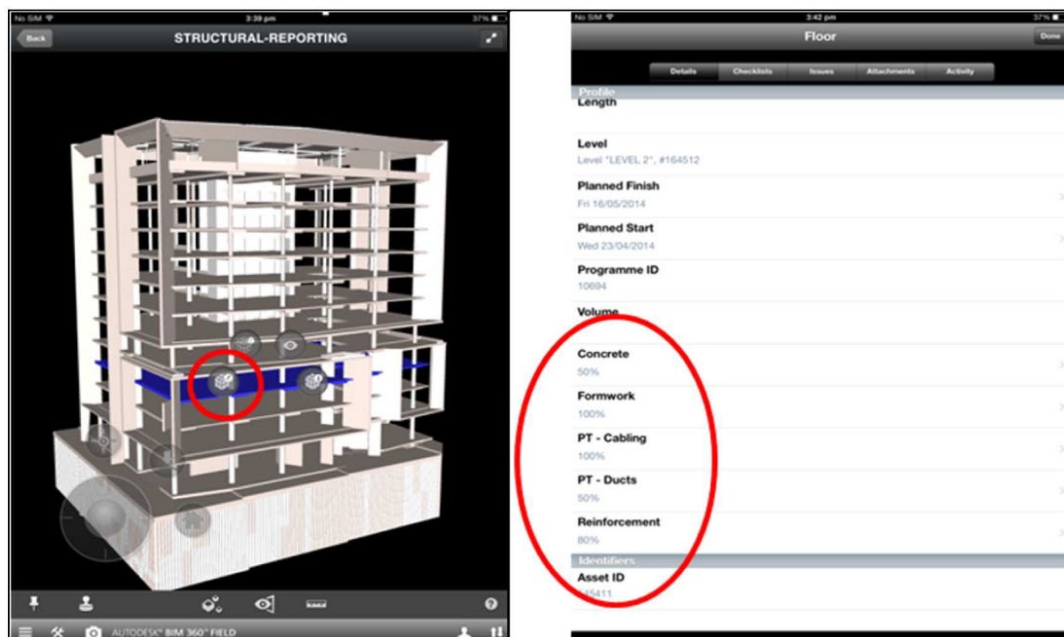 No SIM
3:39 pm
37%
Back
STRUCTURAL-REPORTING
AUTODESK® BIM 360™ FIELD
No SIM
3:42 pm
37%
Floor
Done
Details
Checklists
Issues
Attachments
Activity
Profile
Length
Level
Level "LEVEL 2", #164512
Planned Finish
Fri 16/05/2014
Planned Start
Wed 23/04/2014
Programme ID
10694
Volume
Concrete
50%
Formwork
100%
PT - Cabling
100%
PT - Ducts
50%
Reinforcement
80%
Identifiers
Asset ID